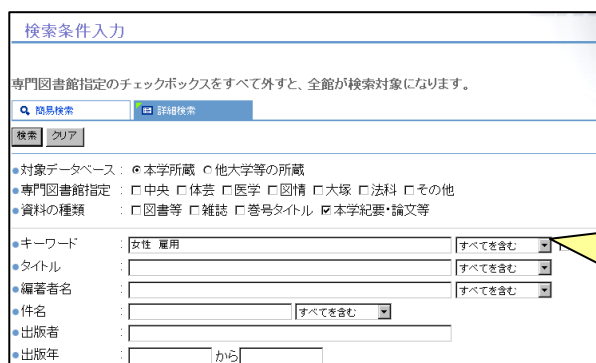 検索条件入力
専門図書館指定のチェックボックスをすべて外すと、全館が検索対象になります。
簡易検索 詳細検索
検索 クリア
対象データベース : 本学所蔵 他大学等の所蔵
専門図書館指定 : 中央 体芸 医学 図情 大塚 法科 その他
資料の種類 : 図書等 雑誌 巻号タイトル 本学紀要・論文等
キーワード : 女性 雇用 すべてを含む
タイトル : すべてを含む
編著者名 : すべてを含む
件名 : すべてを含む
出版者 :
出版年 : から